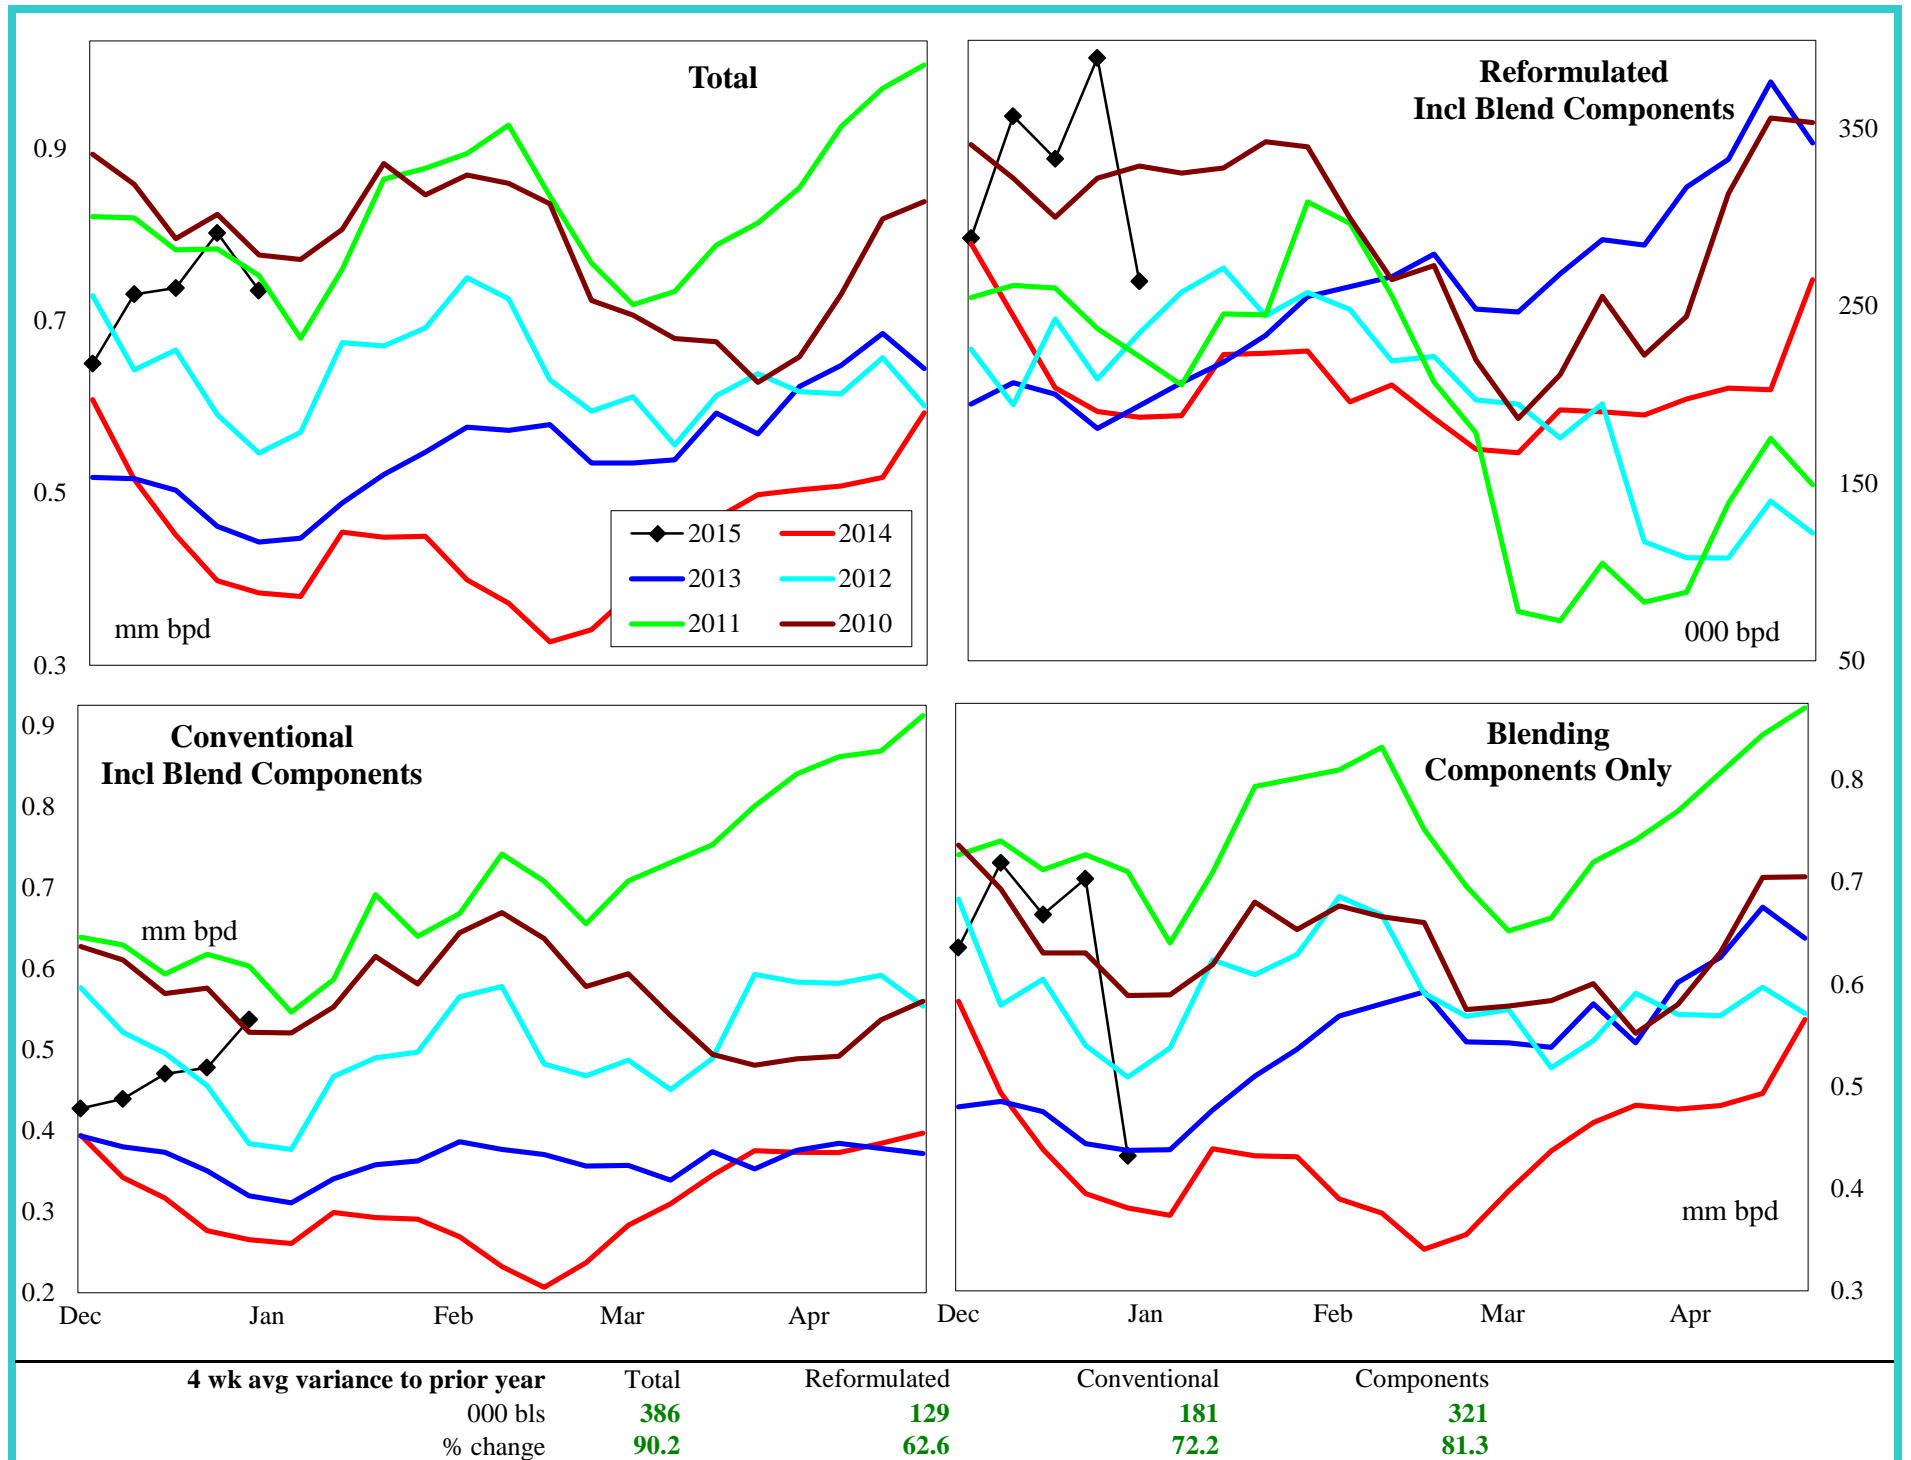 Total
0.9
0.7
0.5
0.3
mm bpd
2015 2014
2013 2012
2011 2010
Reformulated
Incl Blend Components
350
250
150
50
000 bpd
Conventional
Incl Blend Components
0.9
0.8
0.7
0.6
0.5
0.4
0.3
0.2
mm bpd
Dec Jan Feb Mar Apr
Blending
Components Only
0.8
0.7
0.6
0.5
0.4
0.3
mm bpd
Dec Jan Feb Mar Apr
4 wk avg variance to prior year Total Reformulated Conventional Components
000 bls 386 129 181 321
% change 90.2 62.6 72.2 81.3